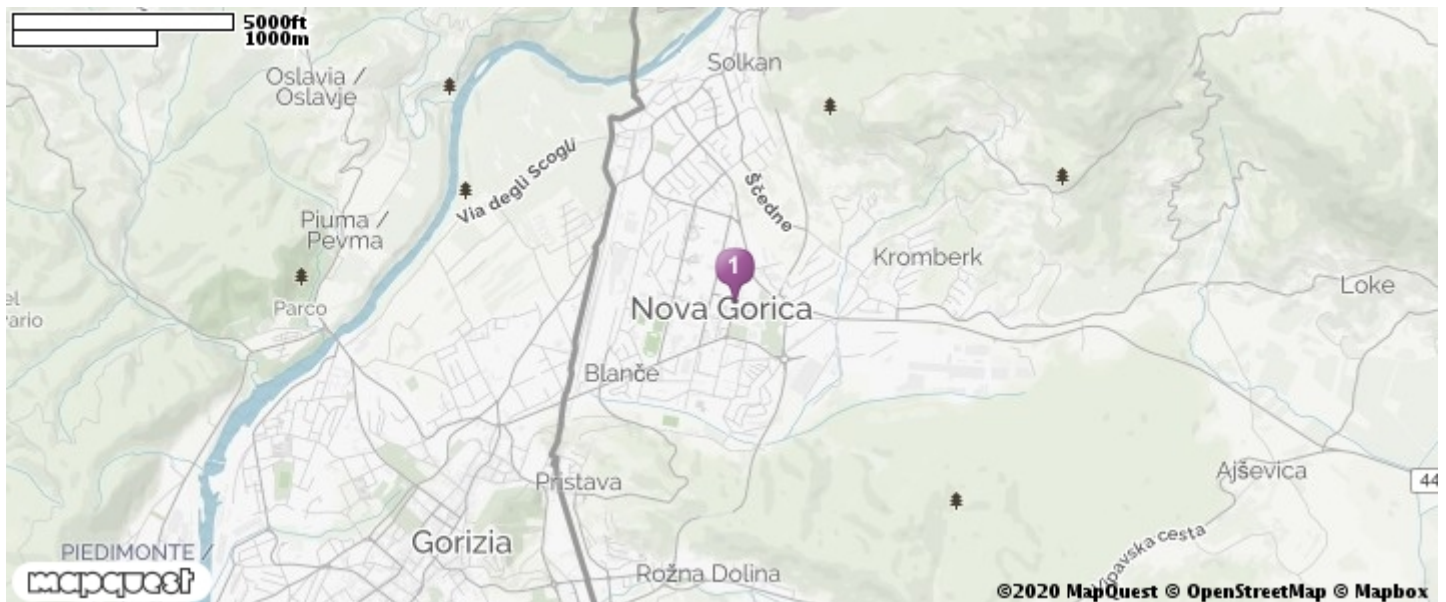 5000ft
1000m
Solkan
Oslavia /
Oslavje
Via degli Scogli
Ščedne
Piuma /
Pevma
Kromberk
1
Loke
Parco
Nova Gorica
Blanče
Pristava
Ajševica
44
Gorizia
PIEDIMONTE /
Vipavska cesta
Rožna Dolina
mapquest
©2020 MapQuest © OpenStreetMap © Mapbox